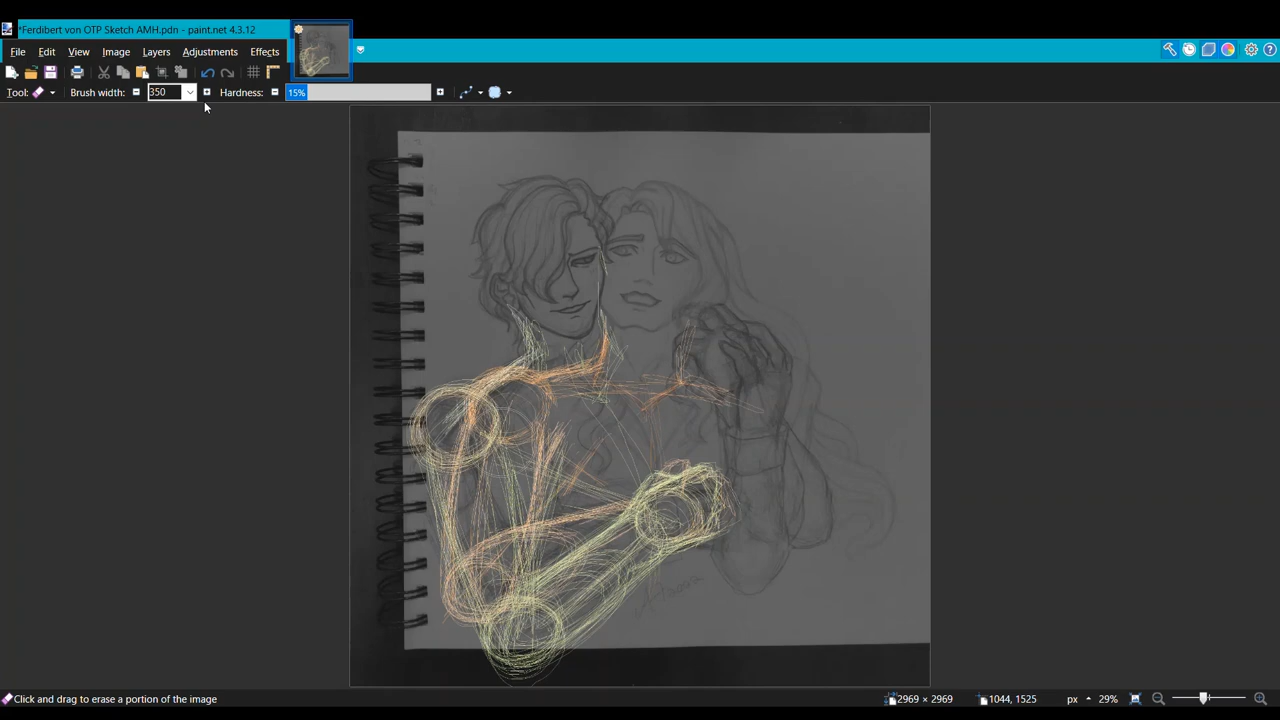 *Ferdibert von OTP Sketch AMH.pdn - paint.net 4.3.12
File Edit View Image Layers Adjustments Effects
Tool: Brush width: 350 Hardness: 15%
Click and drag to erase a portion of the image 2969 × 2969 1044, 1525 px 29%